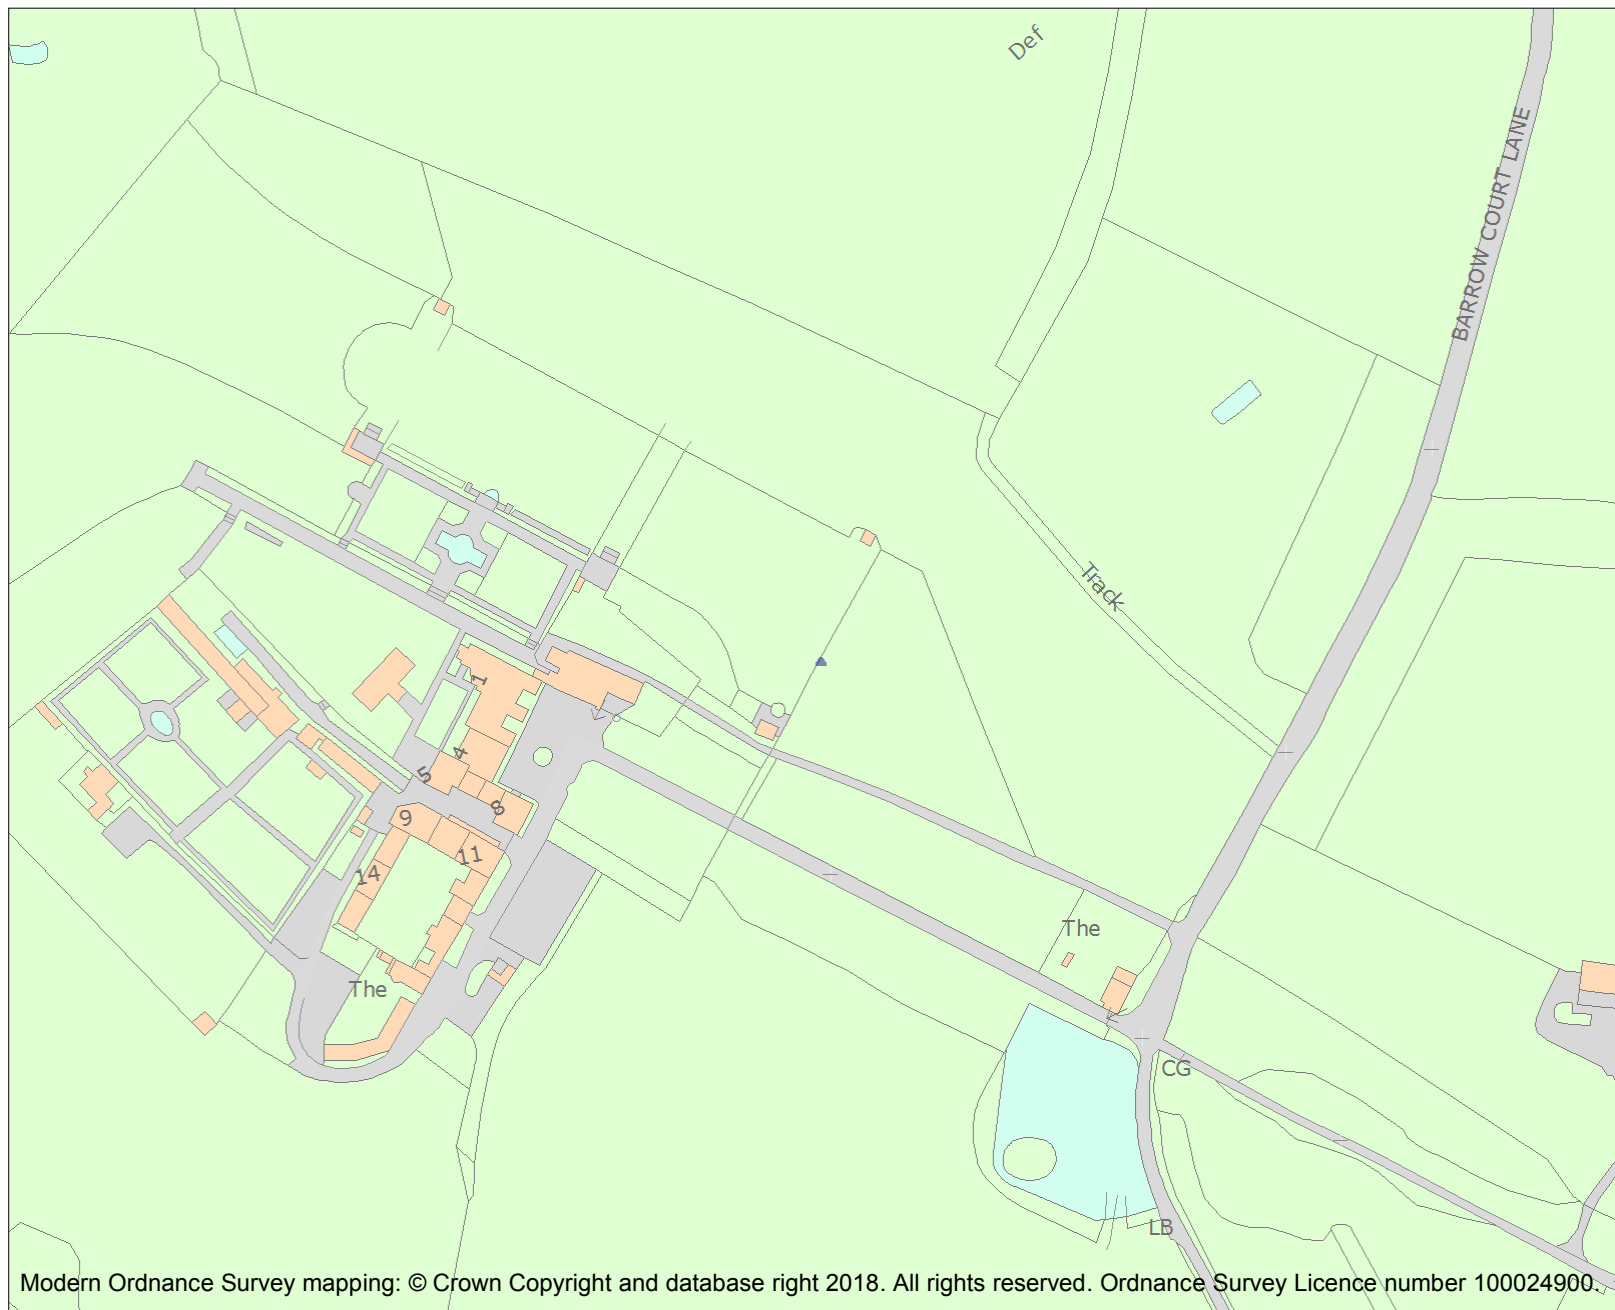 Def
BARROW COURT LANE
Track
1
4
5
8
9
11
14
The
The
CG
LB
Modern Ordnance Survey mapping: © Crown Copyright and database right 2018. All rights reserved. Ordnance Survey Licence number 100024900.